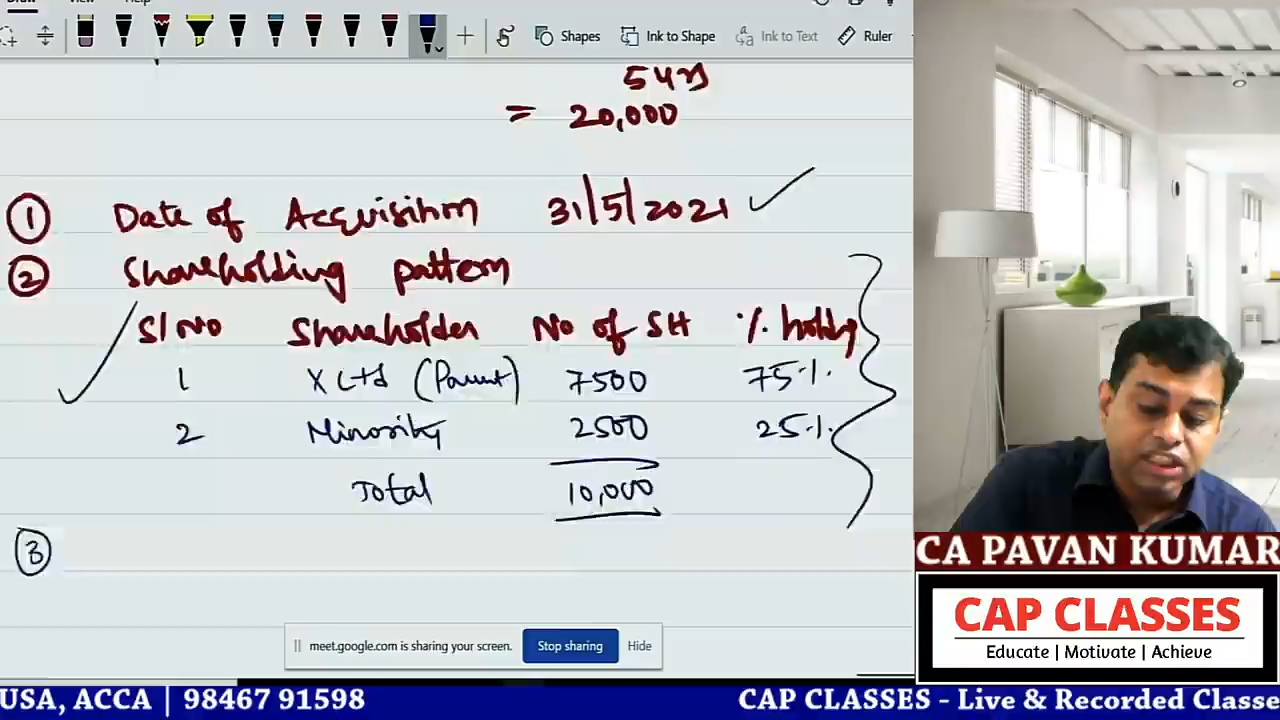 Shapes Ink to Shape Ink to Text Ruler
5 yrs
= 20,000
① Date of Acquisition 31/5/2021
② Shareholding pattern
Sl No Shareholder No of SH % holdg
1 X Ltd (Parent) 7500 75%
2 Minority 2500 25%
Total 10,000
③
meet.google.com is sharing your screen. Stop sharing Hide
CA PAVAN KUMAR
CAP CLASSES
Educate | Motivate | Achieve
USA, ACCA | 98467 91598 CAP CLASSES - Live & Recorded Classe